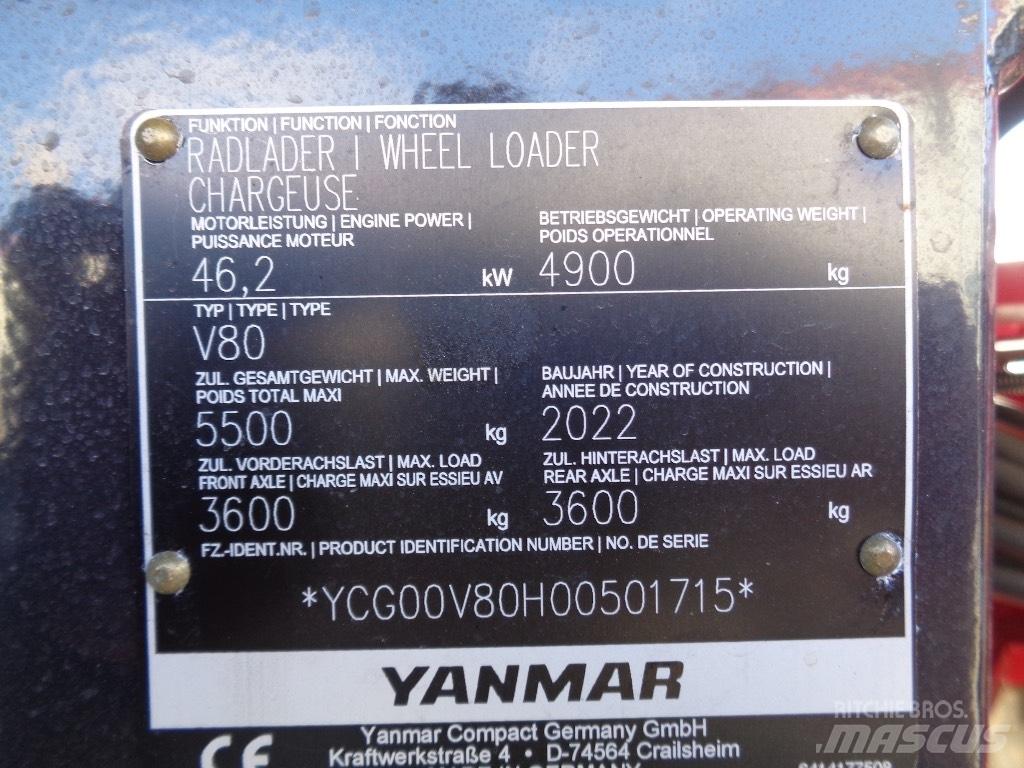 FUNKTION | FUNCTION | FONCTION
RADLADER | WHEEL LOADER
CHARGEUSE
MOTORLEISTUNG | ENGINE POWER |
PUISSANCE MOTEUR
46,2 kW
BETRIEBSGEWICHT | OPERATING WEIGHT |
POIDS OPERATIONNEL
4900 kg
TYP | TYPE | TYPE
V80
ZUL. GESAMTGEWICHT | MAX. WEIGHT |
POIDS TOTAL MAXI
5500 kg
BAUJAHR | YEAR OF CONSTRUCTION |
ANNEE DE CONSTRUCTION
2022
ZUL. VORDERACHSLAST | MAX. LOAD
FRONT AXLE | CHARGE MAXI SUR ESSIEU AV
3600 kg
ZUL. HINTERACHSLAST | MAX. LOAD
REAR AXLE | CHARGE MAXI SUR ESSIEU AR
3600 kg
FZ.-IDENT.NR. | PRODUCT IDENTIFICATION NUMBER | NO. DE SERIE
*YCG00V80H00501715*
YANMAR
Yanmar Compact Germany GmbH
Kraftwerkstraße 4 • D-74564 Crailsheim
CE
MADE IN GERMANY
RITCHIE BROS.
MASCUS